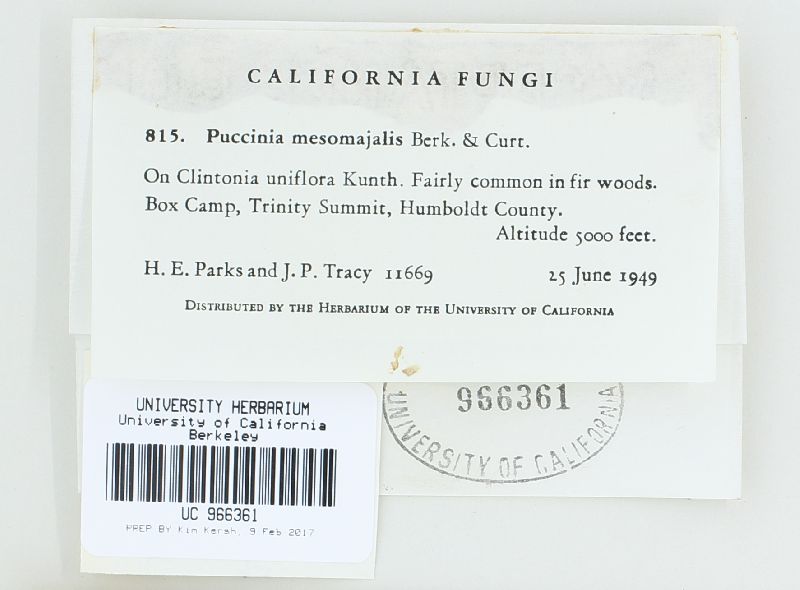 CALIFORNIA FUNGI
815. Puccinia mesomajalis Berk. & Curt.
On Clintonia uniflora Kunth. Fairly common in fir woods.
Box Camp, Trinity Summit, Humboldt County.
Altitude 5000 feet.
H. E. Parks and J. P. Tracy 11669 25 June 1949
DISTRIBUTED BY THE HERBARIUM OF THE UNIVERSITY OF CALIFORNIA
966361
UNIVERSITY OF CALIFORNIA
UNIVERSITY HERBARIUM
University of California
Berkeley
UC 966361
PREP BY Kim Kersh, 9 Feb 2017